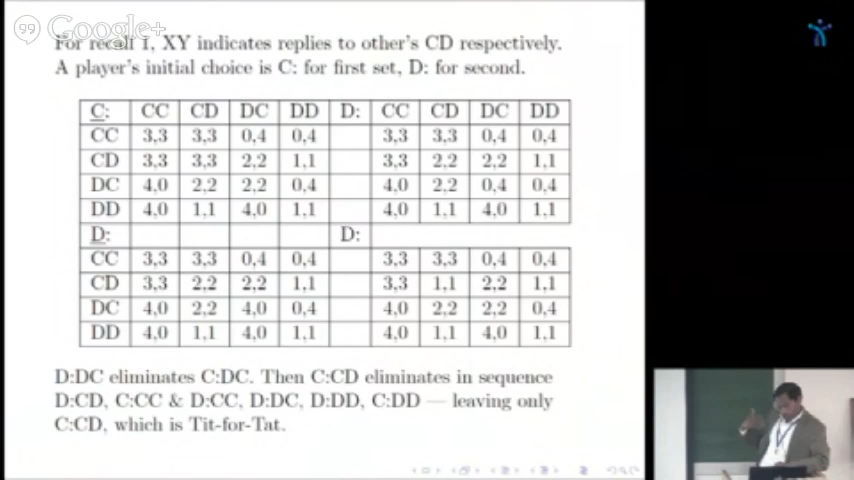 Google+
For recall 1, XY indicates replies to other's CD respectively.
A player's initial choice is C: for first set, D: for second.
C: CC CD DC DD D: CC CD DC DD
CC 3,3 3,3 0,4 0,4 3,3 3,3 0,4 0,4
CD 3,3 3,3 2,2 1,1 3,3 2,2 2,2 1,1
DC 4,0 2,2 2,2 0,4 4,0 2,2 0,4 0,4
DD 4,0 1,1 4,0 1,1 4,0 1,1 4,0 1,1
D: D:
CC 3,3 3,3 0,4 0,4 3,3 3,3 0,4 0,4
CD 3,3 2,2 2,2 1,1 3,3 1,1 2,2 1,1
DC 4,0 2,2 4,0 0,4 4,0 2,2 2,2 0,4
DD 4,0 1,1 4,0 1,1 4,0 1,1 4,0 1,1
D:DC eliminates C:DC. Then C:CD eliminates in sequence
D:CD, C:CC & D:CC, D:DC, D:DD, C:DD — leaving only
C:CD, which is Tit-for-Tat.